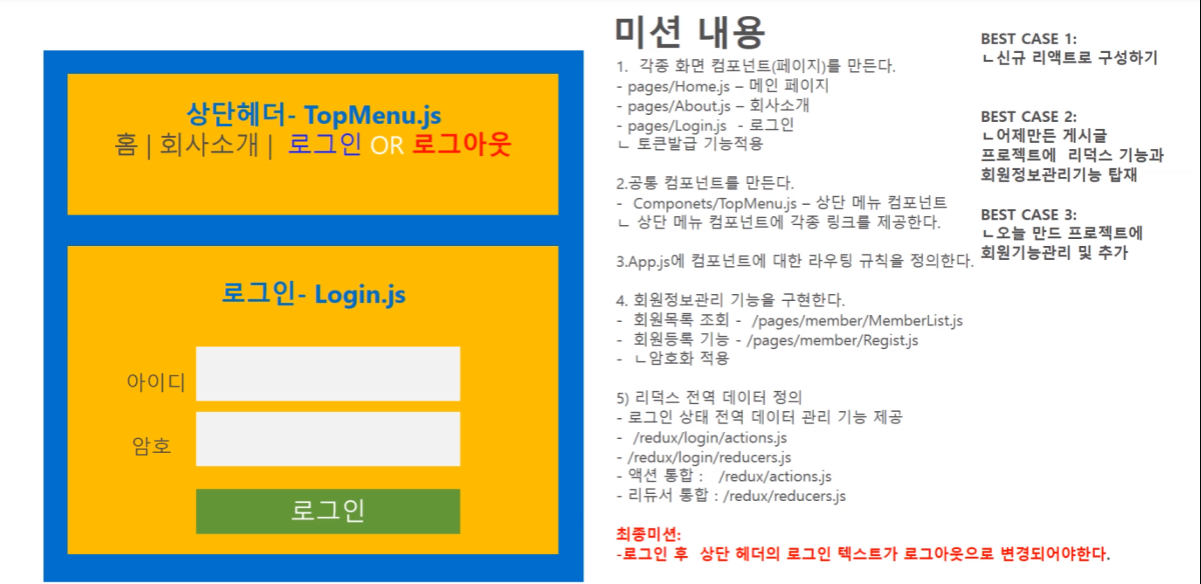 상단헤더- TopMenu.js
홈 | 회사소개 | 로그인 OR 로그아웃
로그인- Login.js
아이디
암호
로그인
미션 내용
1. 각종 화면 컴포넌트(페이지)를 만든다.
- pages/Home.js – 메인 페이지
- pages/About.js – 회사소개
- pages/Login.js - 로그인
ㄴ 토큰발급 기능적용
2.공통 컴포넌트를 만든다.
- Componets/TopMenu.js – 상단 메뉴 컴포넌트
ㄴ 상단 메뉴 컴포넌트에 각종 링크를 제공한다.
3.App.js에 컴포넌트에 대한 라우팅 규칙을 정의한다.
4. 회원정보관리 기능을 구현한다.
- 회원목록 조회 - /pages/member/MemberList.js
- 회원등록 기능 - /pages/member/Regist.js
- ㄴ암호화 적용
5) 리덕스 전역 데이터 정의
- 로그인 상태 전역 데이터 관리 기능 제공
- /redux/login/actions.js
- /redux/login/reducers.js
- 액션 통합 : /redux/actions.js
- 리듀서 통합 : /redux/reducers.js
최종미션:
-로그인 후 상단 헤더의 로그인 텍스트가 로그아웃으로 변경되어야한다.
BEST CASE 1:
ㄴ신규 리액트로 구성하기
BEST CASE 2:
ㄴ어제만든 게시글
프로젝트에 리덕스 기능과
회원정보관리기능 탑재
BEST CASE 3:
ㄴ오늘 만드 프로젝트에
회원기능관리 및 추가